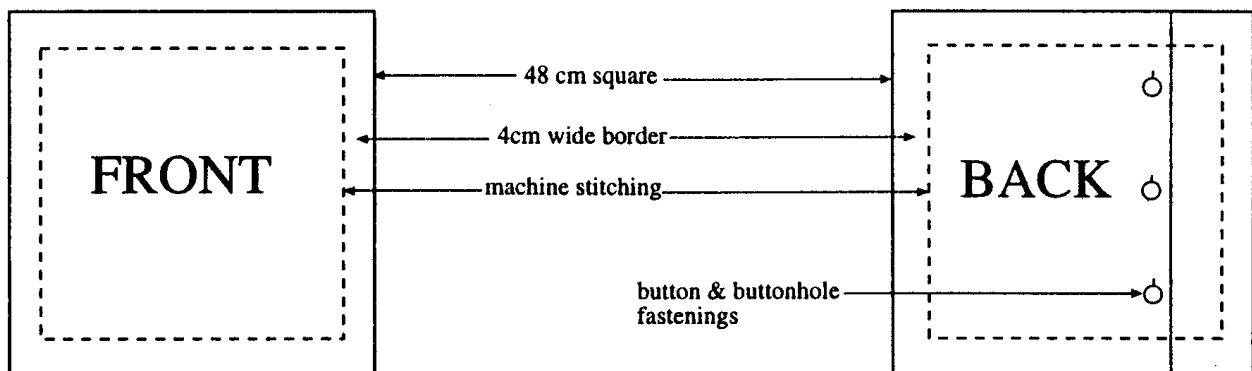 48 cm square
4cm wide border
FRONT
machine stitching
BACK
button & buttonhole
fastenings